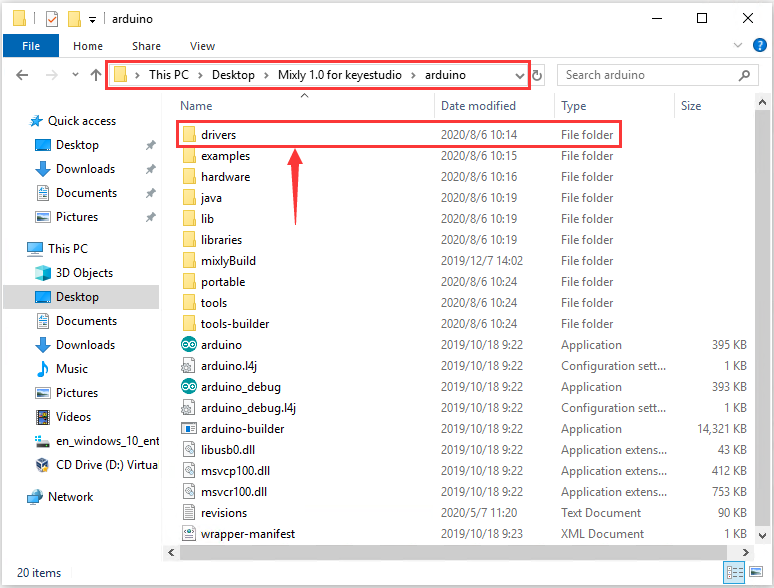 arduino
File Home Share View
This PC Desktop Mixly 1.0 for keyestudio arduino Search arduino
Name Date modified Type Size
Quick access
Desktop
Downloads
Documents
Pictures
This PC
3D Objects
Desktop
Documents
Downloads
Music
Pictures
Videos
en_windows_10_ent
CD Drive (D:) Virtua
Network
drivers 2020/8/6 10:14 File folder
examples 2020/8/6 10:15 File folder
hardware 2020/8/6 10:16 File folder
java 2020/8/6 10:19 File folder
lib 2020/8/6 10:19 File folder
libraries 2020/8/6 10:19 File folder
mixlyBuild 2019/12/7 14:02 File folder
portable 2020/8/6 10:24 File folder
tools 2020/8/6 10:24 File folder
tools-builder 2020/8/6 10:24 File folder
arduino 2019/10/18 9:22 Application 395 KB
arduino.l4j 2019/10/18 9:22 Configuration sett... 1 KB
arduino_debug 2019/10/18 9:22 Application 393 KB
arduino_debug.l4j 2019/10/18 9:22 Configuration sett... 1 KB
arduino-builder 2019/10/18 9:22 Application 14,321 KB
libusb0.dll 2019/10/18 9:22 Application extens... 43 KB
msvcp100.dll 2019/10/18 9:22 Application extens... 412 KB
msvcr100.dll 2019/10/18 9:22 Application extens... 753 KB
revisions 2020/5/7 11:20 Text Document 90 KB
wrapper-manifest 2019/10/18 9:23 XML Document 1 KB
20 items